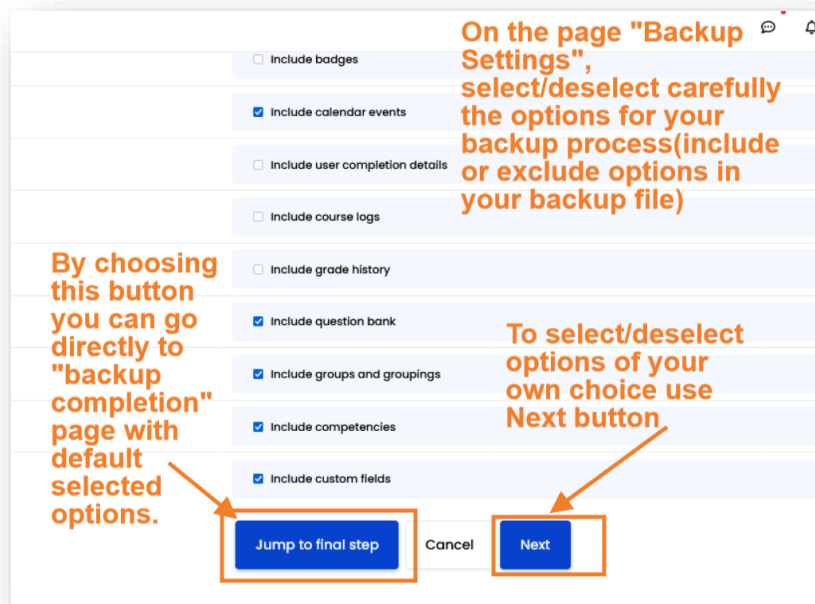 On the page "Backup
Settings",
select/deselect carefully
the options for your
backup process(include
or exclude options in
your backup file)
Include badges
Include calendar events
Include user completion details
Include course logs
Include grade history
Include question bank
Include groups and groupings
Include competencies
Include custom fields
By choosing
this button
you can go
directly to
"backup
completion"
page with
default
selected
options.
To select/deselect
options of your
own choice use
Next button
Jump to final step
Cancel
Next